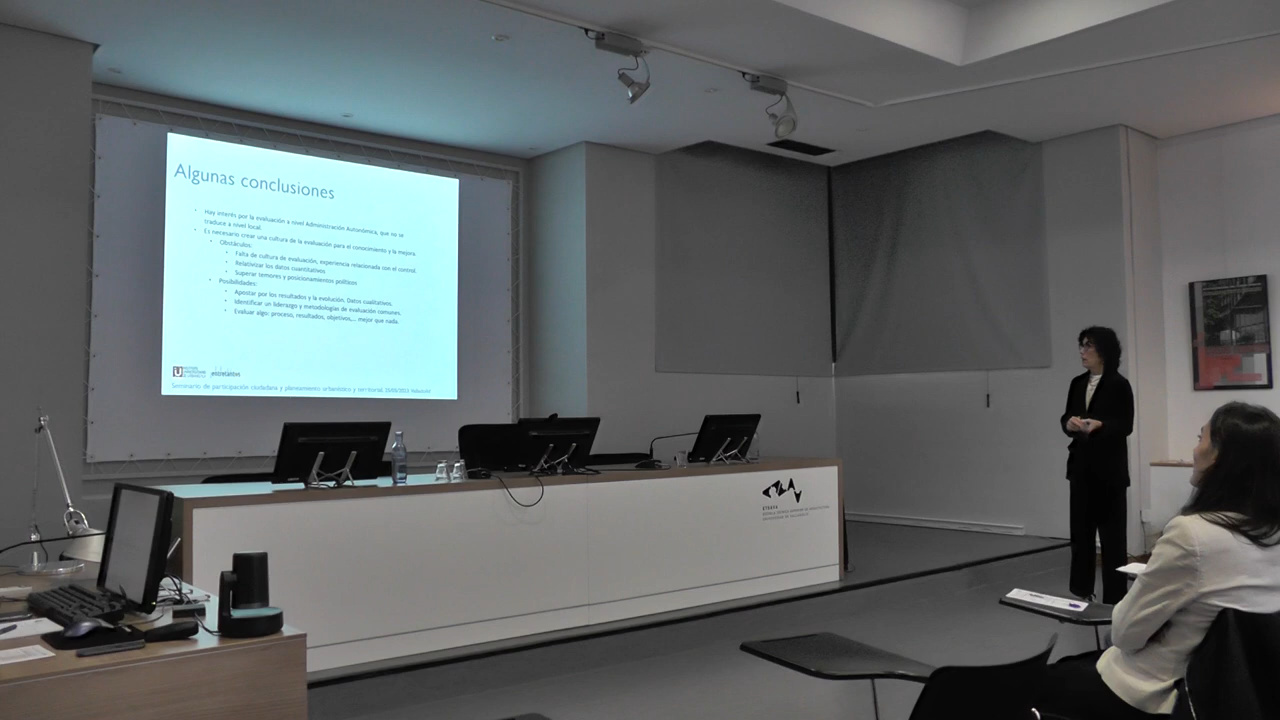 Algunas conclusiones
• Hay interés por la evaluación a nivel Administración Autonómica, que no se
traduce a nivel local.
• Es necesario crear una cultura de la evaluación para el conocimiento y la mejora.
• Obstáculos:
• Falta de cultura de evaluación, experiencia relacionada con el control.
• Relativizar los datos cuantitativos
• Superar temores y posicionamientos políticos
• Posibilidades:
• Apostar por los resultados y la evolución. Datos cualitativos.
• Identificar un liderazgo y metodologías de evaluación comunes.
• Evaluar algo: proceso, resultados, objetivos,... mejor que nada.
entretantos
Seminario de participación ciudadana y planeamiento urbanístico y territorial.
ETSAVA